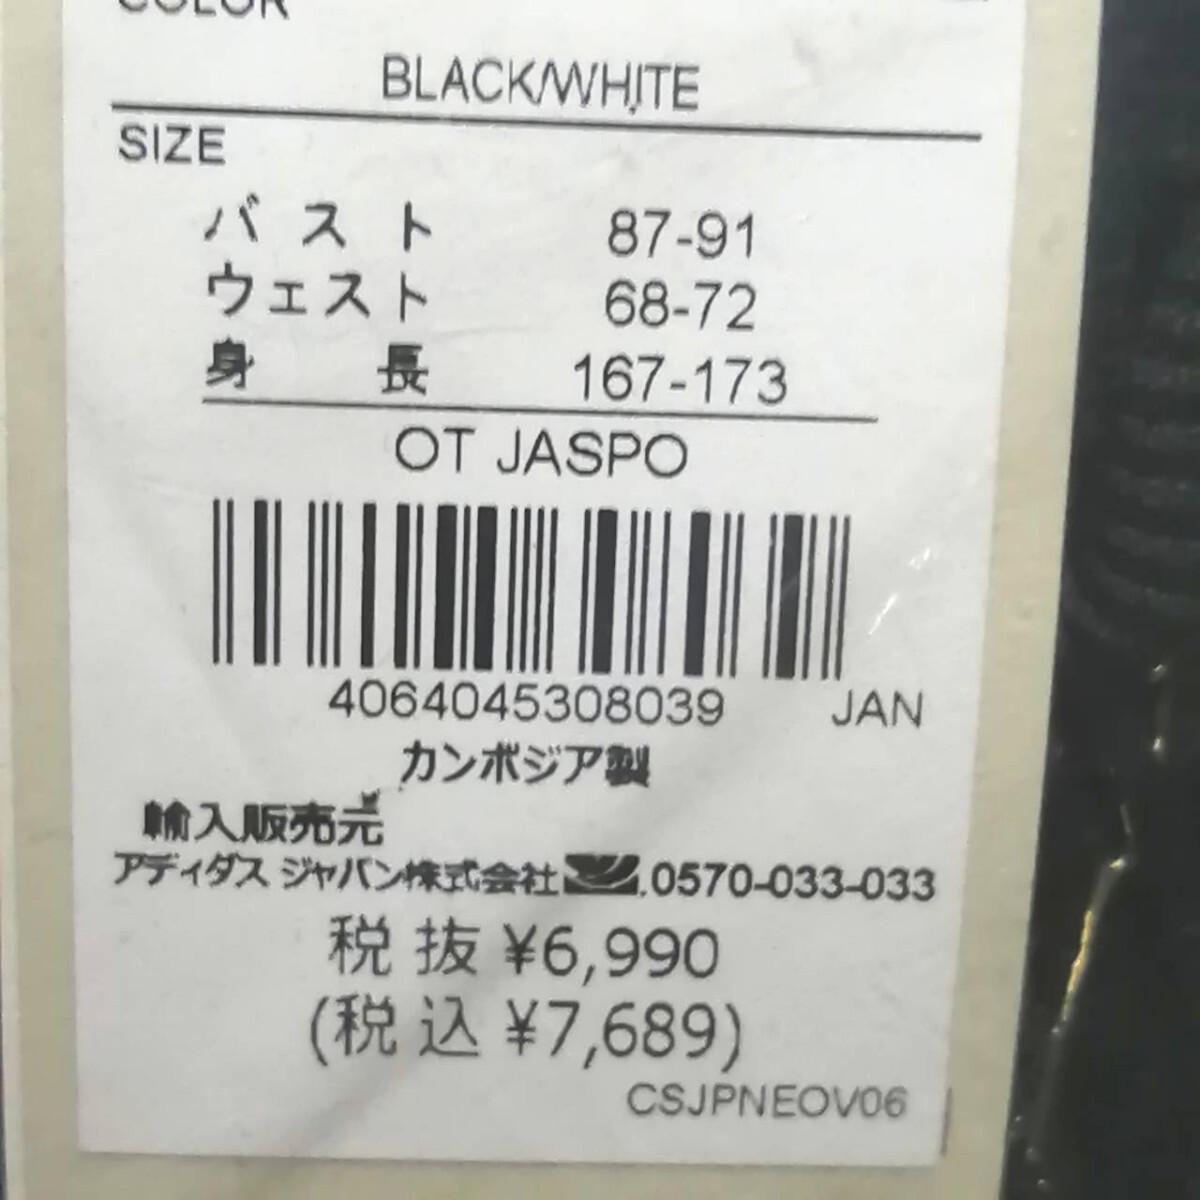 COLOR
BLACK/WHITE
SIZE
バスト 87-91
ウェスト 68-72
身長 167-173
OT JASPO
4064045308039 JAN
カンボジア製
輸入販売元
アディダス ジャパン株式会社 0570-033-033
税抜 ¥6,990
(税込 ¥7,689)
CSJPNEOV06